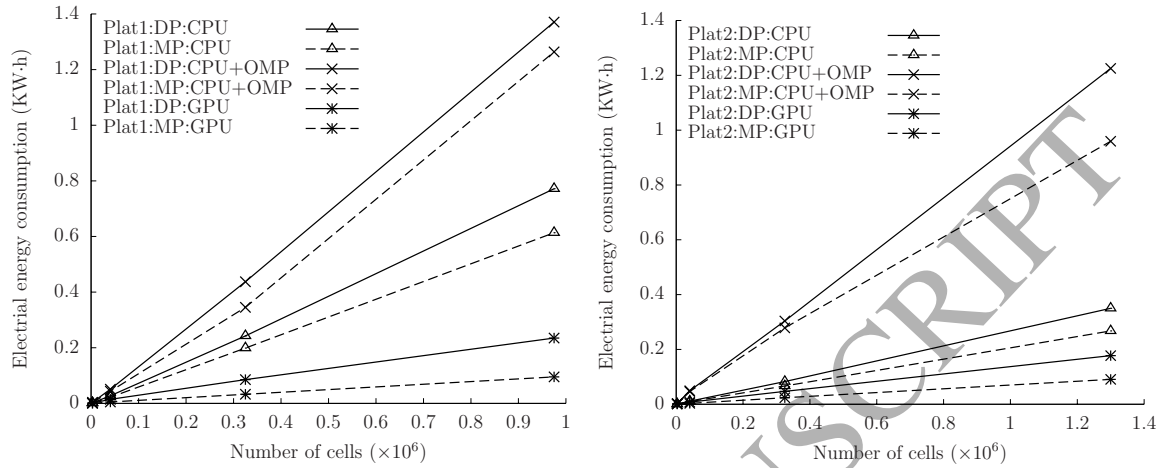 Electrial energy consumption (KW·h)
1.4
1.2
1
0.8
0.6
0.4
0.2
0
Plat1:DP:CPU
Plat1:MP:CPU
Plat1:DP:CPU+OMP
Plat1:MP:CPU+OMP
Plat1:DP:GPU
Plat1:MP:GPU
0 0.1 0.2 0.3 0.4 0.5 0.6 0.7 0.8 0.9 1
Number of cells (×10⁶)
Electrial energy consumption (KW·h)
1.4
1.2
1
0.8
0.6
0.4
0.2
0
Plat2:DP:CPU
Plat2:MP:CPU
Plat2:DP:CPU+OMP
Plat2:MP:CPU+OMP
Plat2:DP:GPU
Plat2:MP:GPU
0 0.2 0.4 0.6 0.8 1 1.2 1.4
Number of cells (×10⁶)
USCRIPT